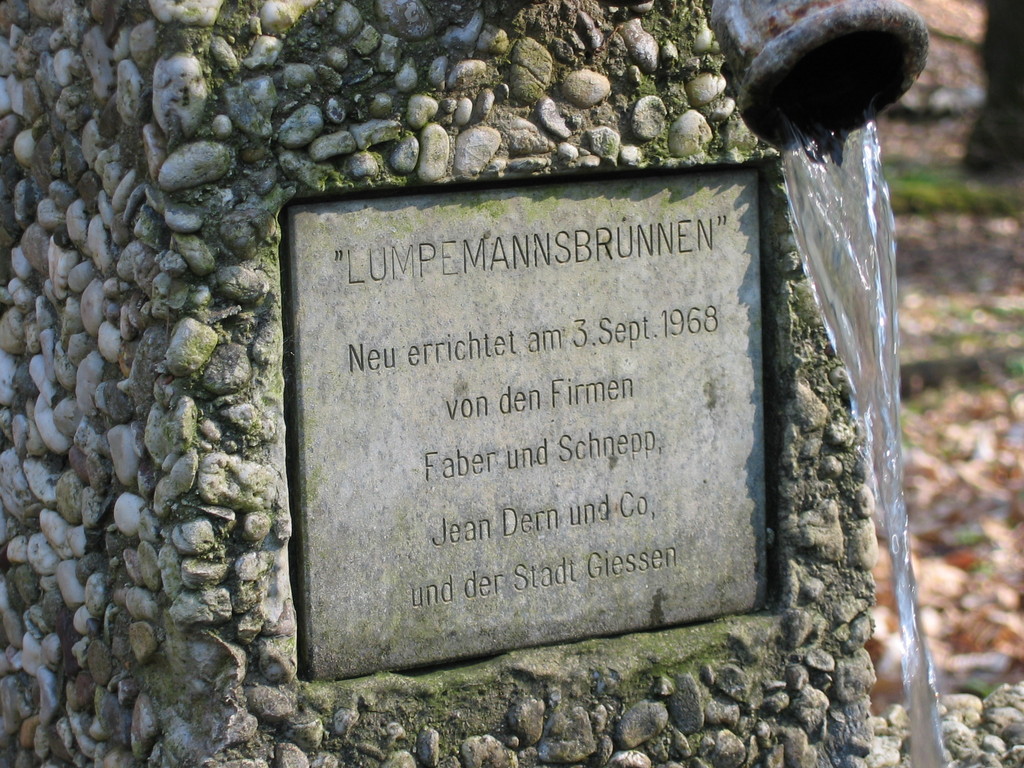 "LUMPEMANNSBRUNNEN"
Neu errichtet am 3. Sept. 1968
von den Firmen
Faber und Schnepp,
Jean Dern und Co,
und der Stadt Giessen